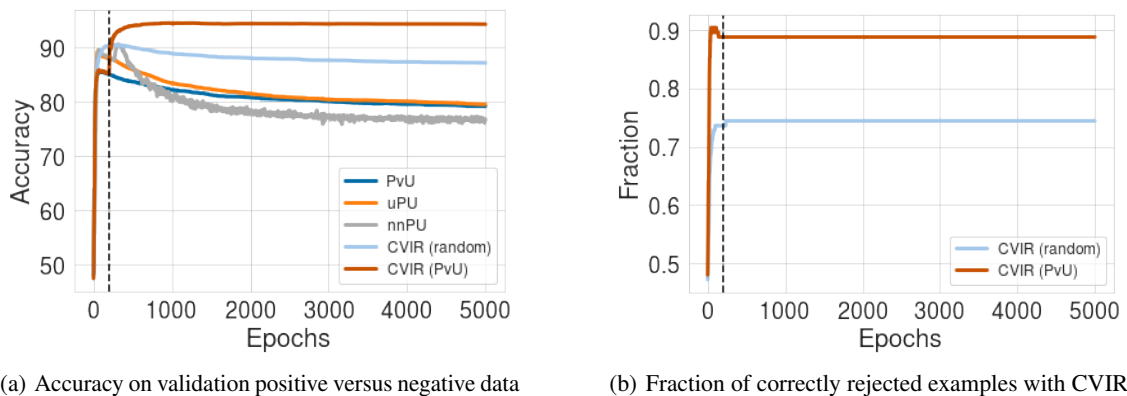 Accuracy
90
80
70
60
50
0 1000 2000 3000 4000 5000
Epochs
PvU
uPU
nnPU
CVIR (random)
CVIR (PvU)
(a) Accuracy on validation positive versus negative data
Fraction
0.9
0.8
0.7
0.6
0.5
0 1000 2000 3000 4000 5000
Epochs
CVIR (random)
CVIR (PvU)
(b) Fraction of correctly rejected examples with CVIR